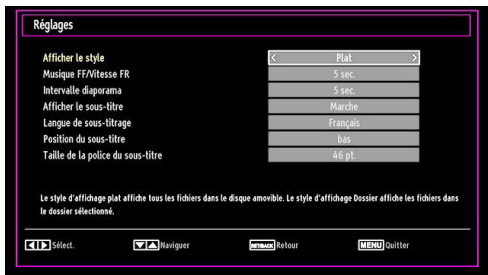 Réglages
Afficher le style Plat
Musique FF/Vitesse FR 5 sec.
Intervalle diaporama 5 sec.
Afficher le sous-titre Marche
Langue de sous-titrage Français
Position du sous-titre bas
Taille de la police du sous-titre 46 pt.
Le style d'affichage plat affiche tous les fichiers dans le disque amovible. Le style d'affichage Dossier affiche les fichiers dans
le dossier sélectionné.
Sélect. Naviguer RET/BACK Retour MENU Quitter